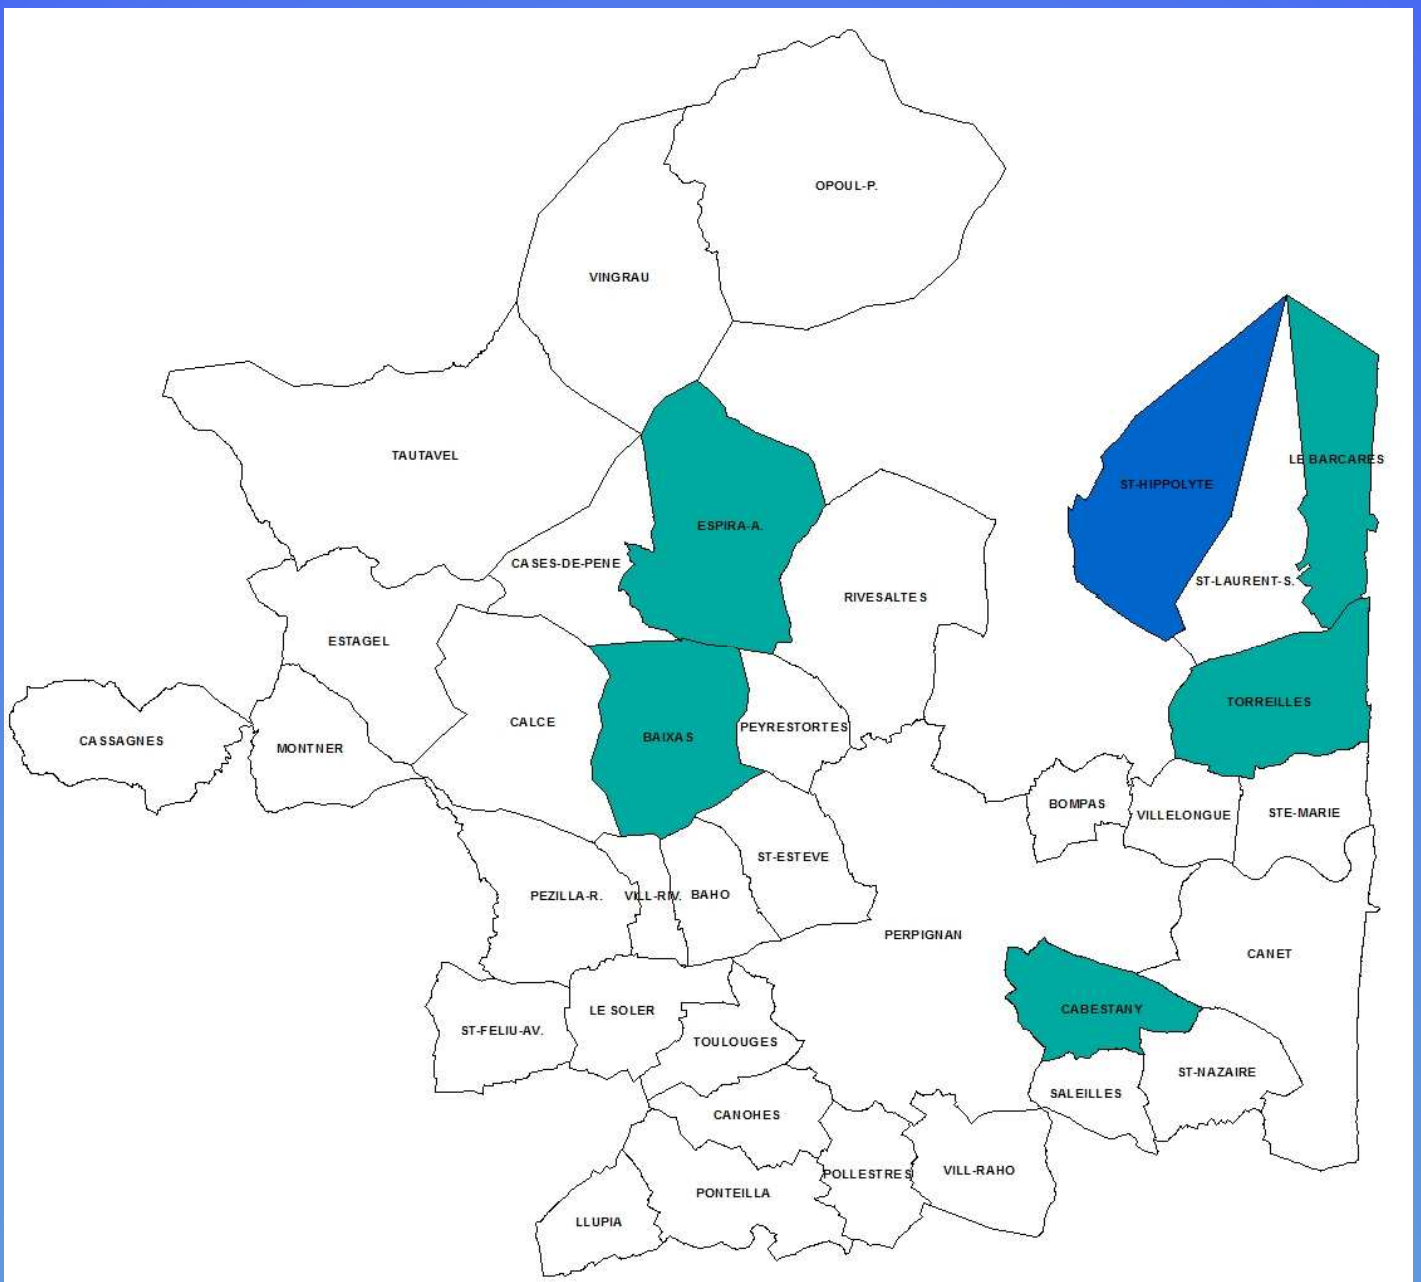 OPOUL-P.
VINGRAU
TAUTAVEL
LE BARCARES
ST-HIPPOLYTE
ESPIRA-A.
CASES-DE-PENE
ST-LAURENT-S.
RIVESALTES
ESTAGEL
TORREILLES
CALCE
PEYRESTORTES
BAIXAS
CASSAGNES
MONTNER
BOMPAS
VILLELONGUE
STE-MARIE
ST-ESTEVE
PEZILLA-R.
VILL-RIV.
BAHO
PERPIGNAN
CANET
LE SOLER
CABESTANY
ST-FELIU-AV.
TOULOUGES
ST-NAZAIRE
SALEILLES
CANOHES
VILL-RAHO
POLLESTRES
PONTEILLA
LLUPIA